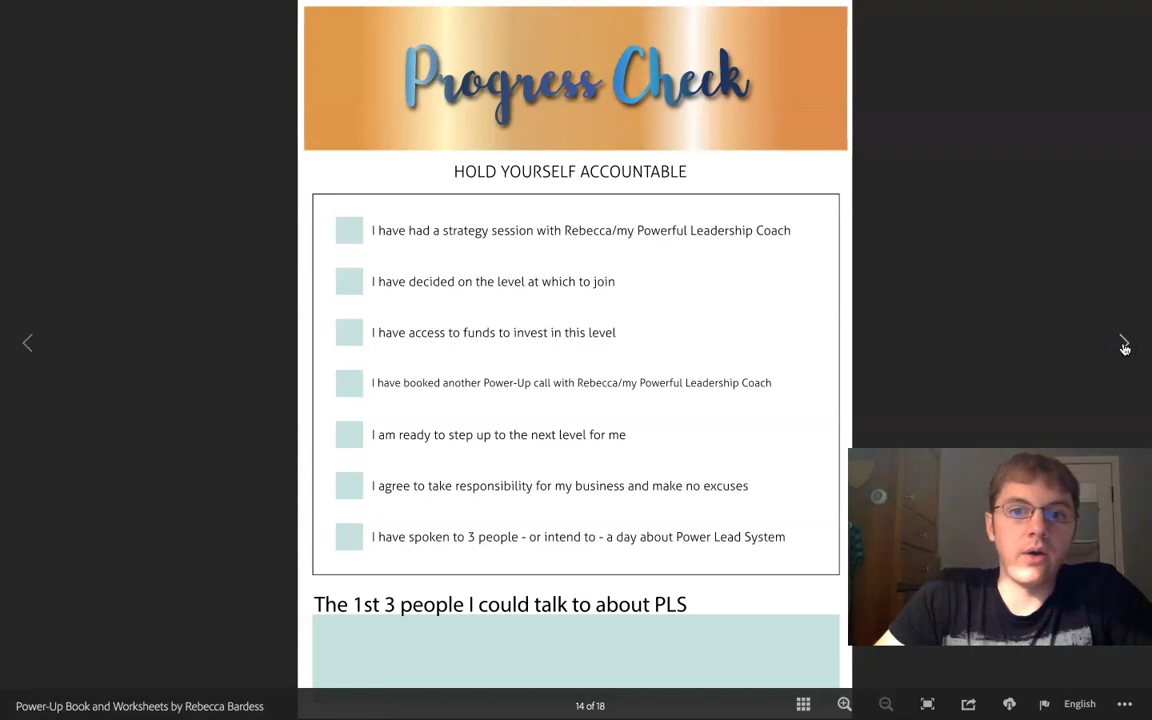 Progress Check
HOLD YOURSELF ACCOUNTABLE
I have had a strategy session with Rebecca/my Powerful Leadership Coach
I have decided on the level at which to join
I have access to funds to invest in this level
I have booked another Power-Up call with Rebecca/my Powerful Leadership Coach
I am ready to step up to the next level for me
I agree to take responsibility for my business and make no excuses
I have spoken to 3 people - or intend to - a day about Power Lead System
The 1st 3 people I could talk to about PLS
Power-Up Book and Worksheets by Rebecca Bardess
14 of 18
English